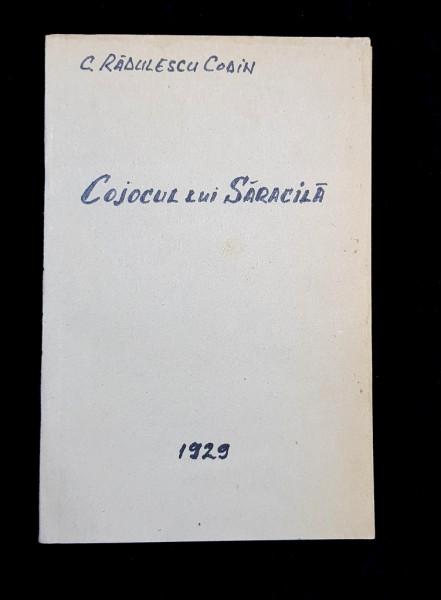 C. RĂDULESCU CODIN
COJOCUL LUI SĂRACILĂ
1929